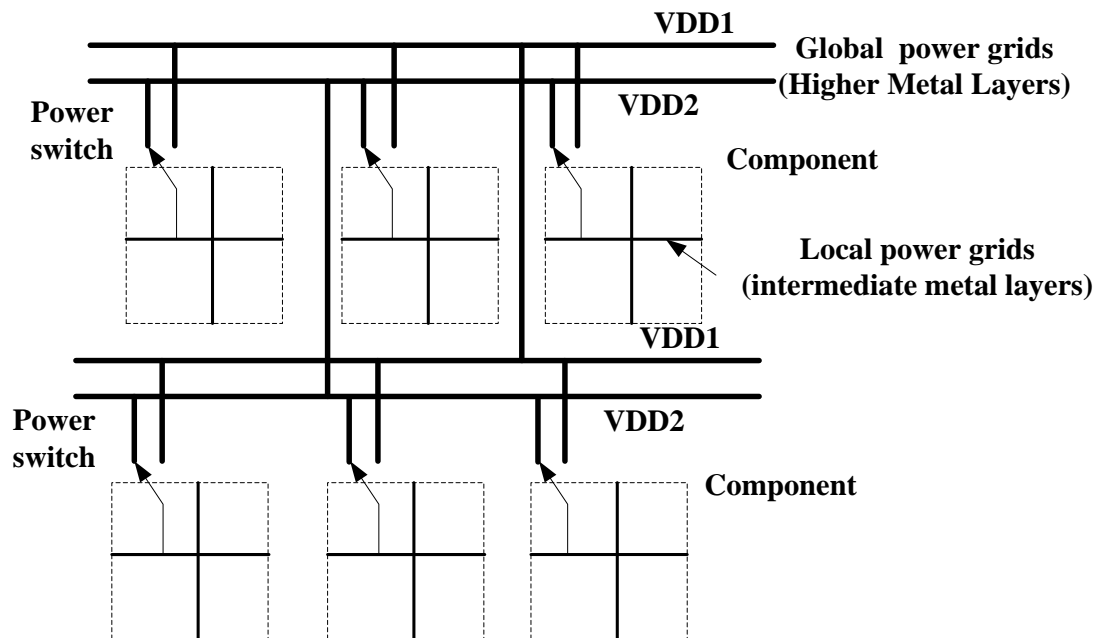 VDD1
Global power grids
(Higher Metal Layers)
VDD2
Power
switch
Component
Local power grids
(intermediate metal layers)
VDD1
Power
switch
VDD2
Component